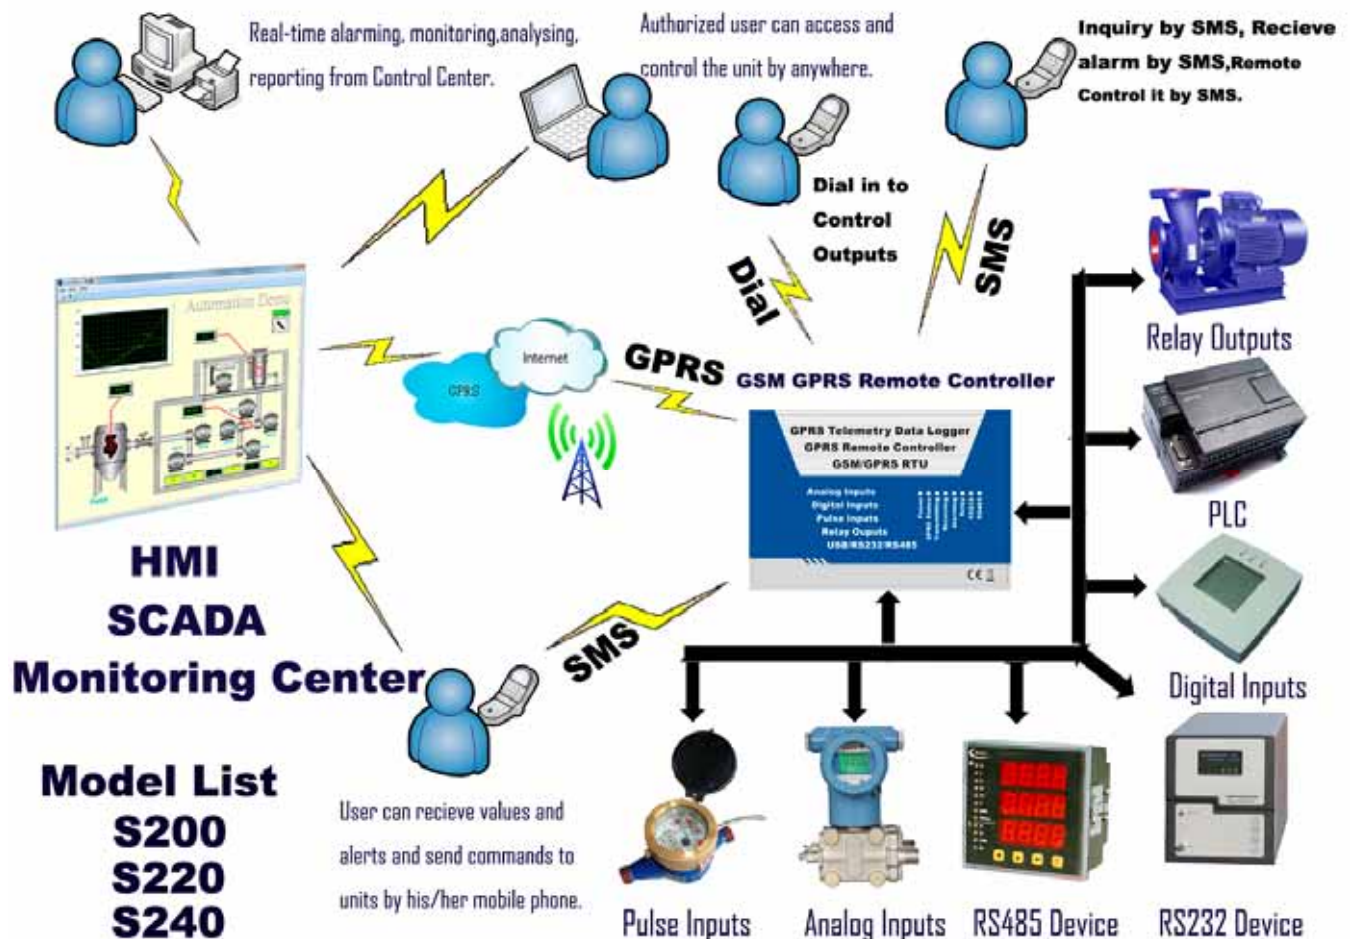 Real-time alarming, monitoring,analysing,
reporting from Control Center.
Authorized user can access and
control the unit by anywhere.
Inquiry by SMS, Recieve
alarm by SMS,Remote
Control it by SMS.
Dial in to
Control
Outputs
Dial
SMS
Automation Demo
Internet
GPRS
GPRS
GSM GPRS Remote Controller
GPRS Telemetry Data Logger
GPRS Remote Controller
GSM/GPRS RTU
Analog Inputs
Digital Inputs
Pulse Inputs
Relay Ouputs
USB/RS232/RS485
CE
Relay Outputs
PLC
Digital Inputs
HMI
SCADA
Monitoring Center
SMS
Model List
S200
S220
S240
User can recieve values and
alerts and send commands to
units by his/her mobile phone.
Pulse Inputs
Analog Inputs
RS485 Device
RS232 Device